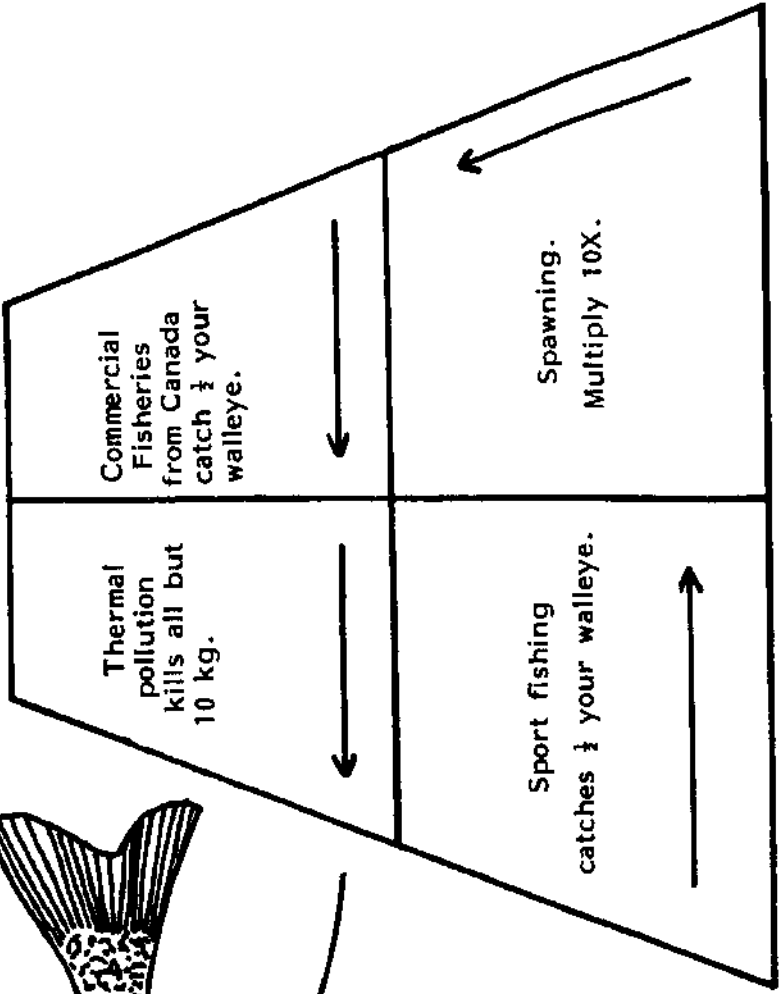 Thermal
pollution
kills all but
10 kg.
Commercial
Fisheries
from Canada
catch ½ your
walleye.
Sport fishing
catches ½ your walleye.
Spawning.
Multiply 10X.